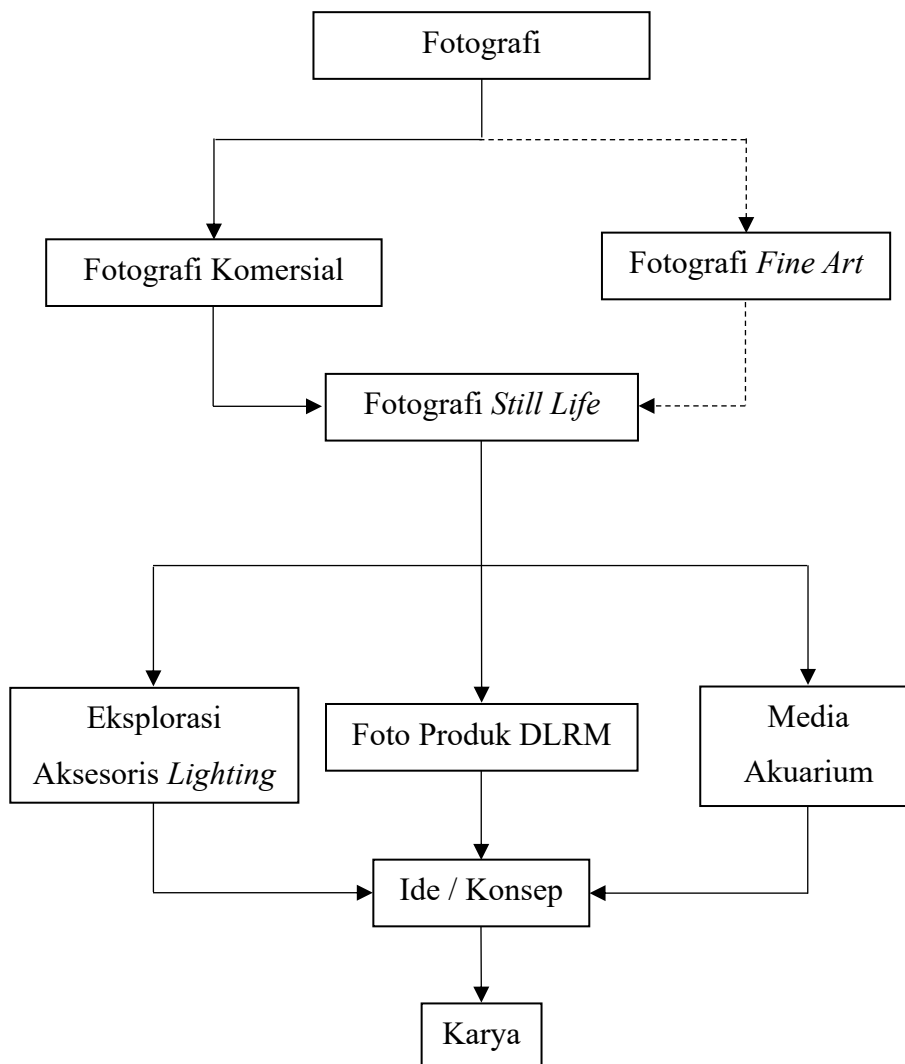 Fotografi
Fotografi Komersial
Fotografi Fine Art
Fotografi Still Life
Eksplorasi
Aksesoris Lighting
Foto Produk DLRM
Media
Akuarium
Ide / Konsep
Karya